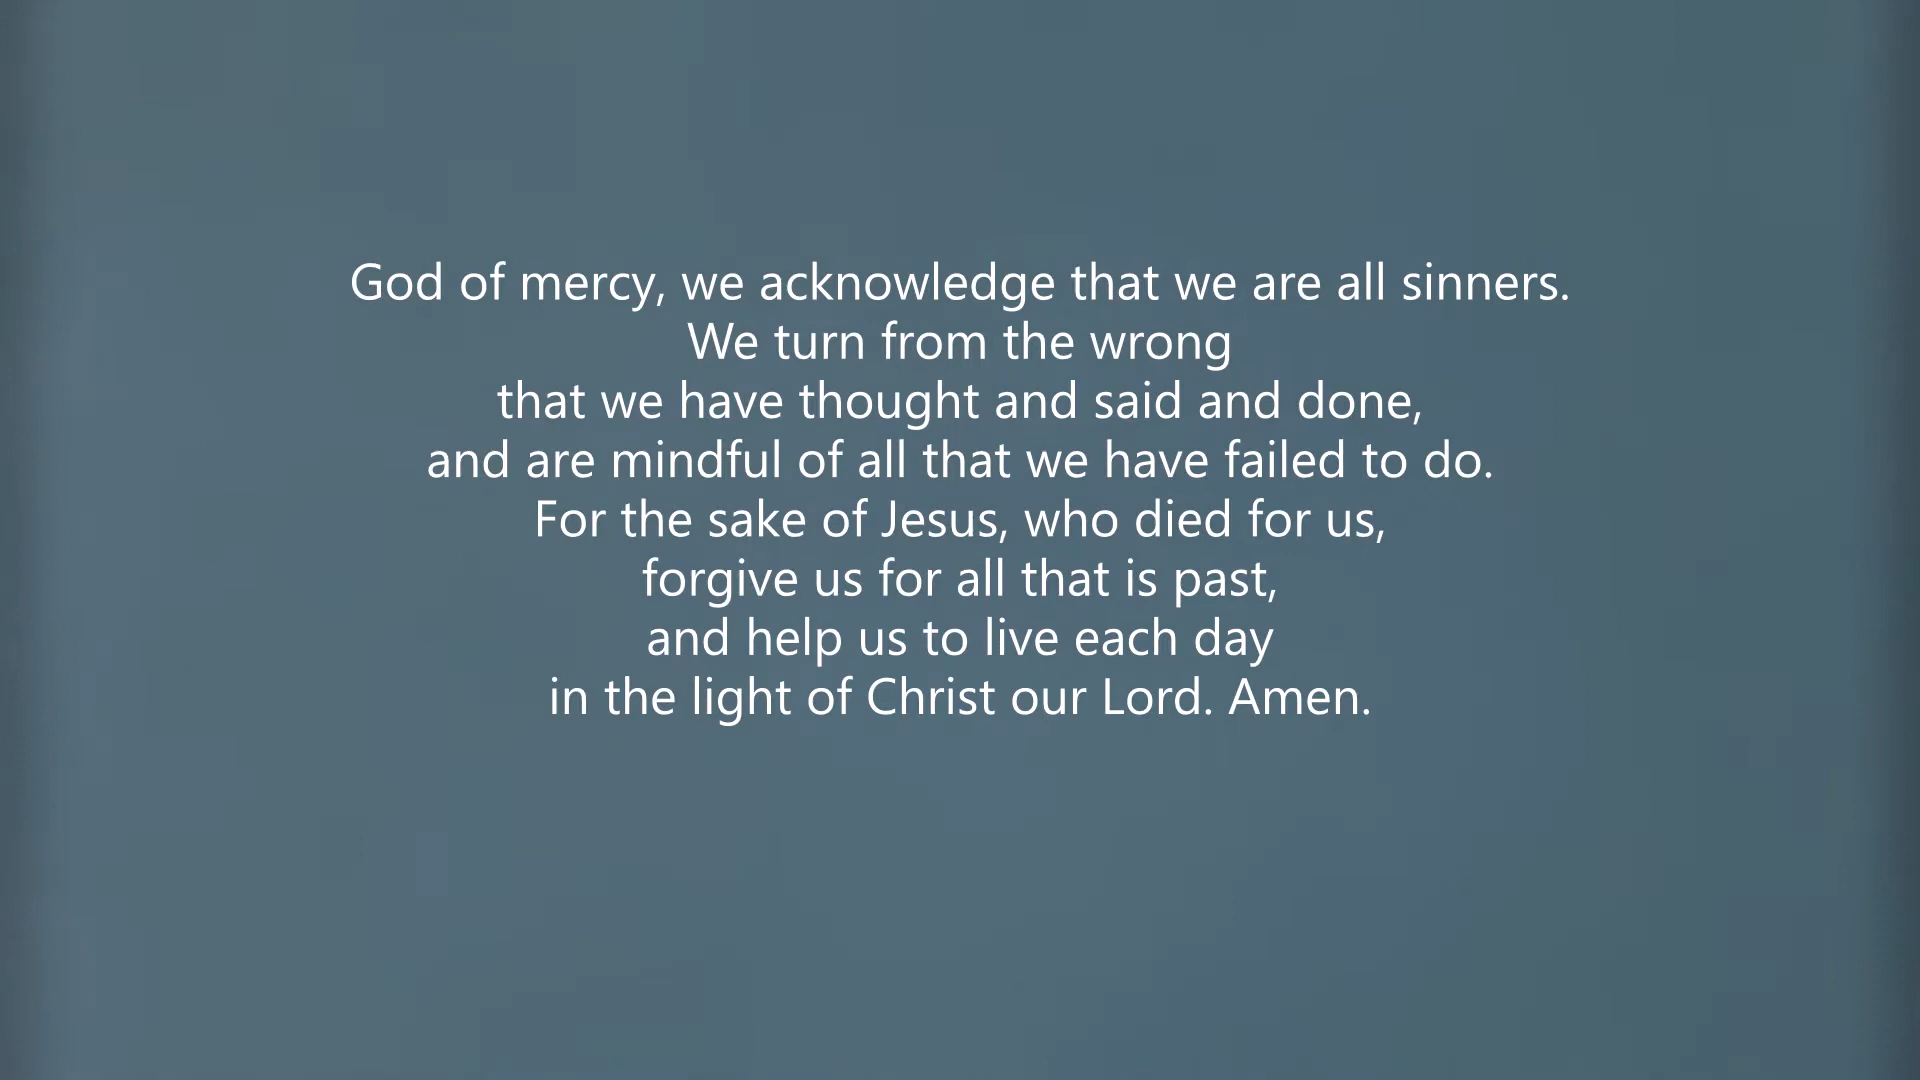 God of mercy, we acknowledge that we are all sinners.
We turn from the wrong
that we have thought and said and done,
and are mindful of all that we have failed to do.
For the sake of Jesus, who died for us,
forgive us for all that is past,
and help us to live each day
in the light of Christ our Lord. Amen.